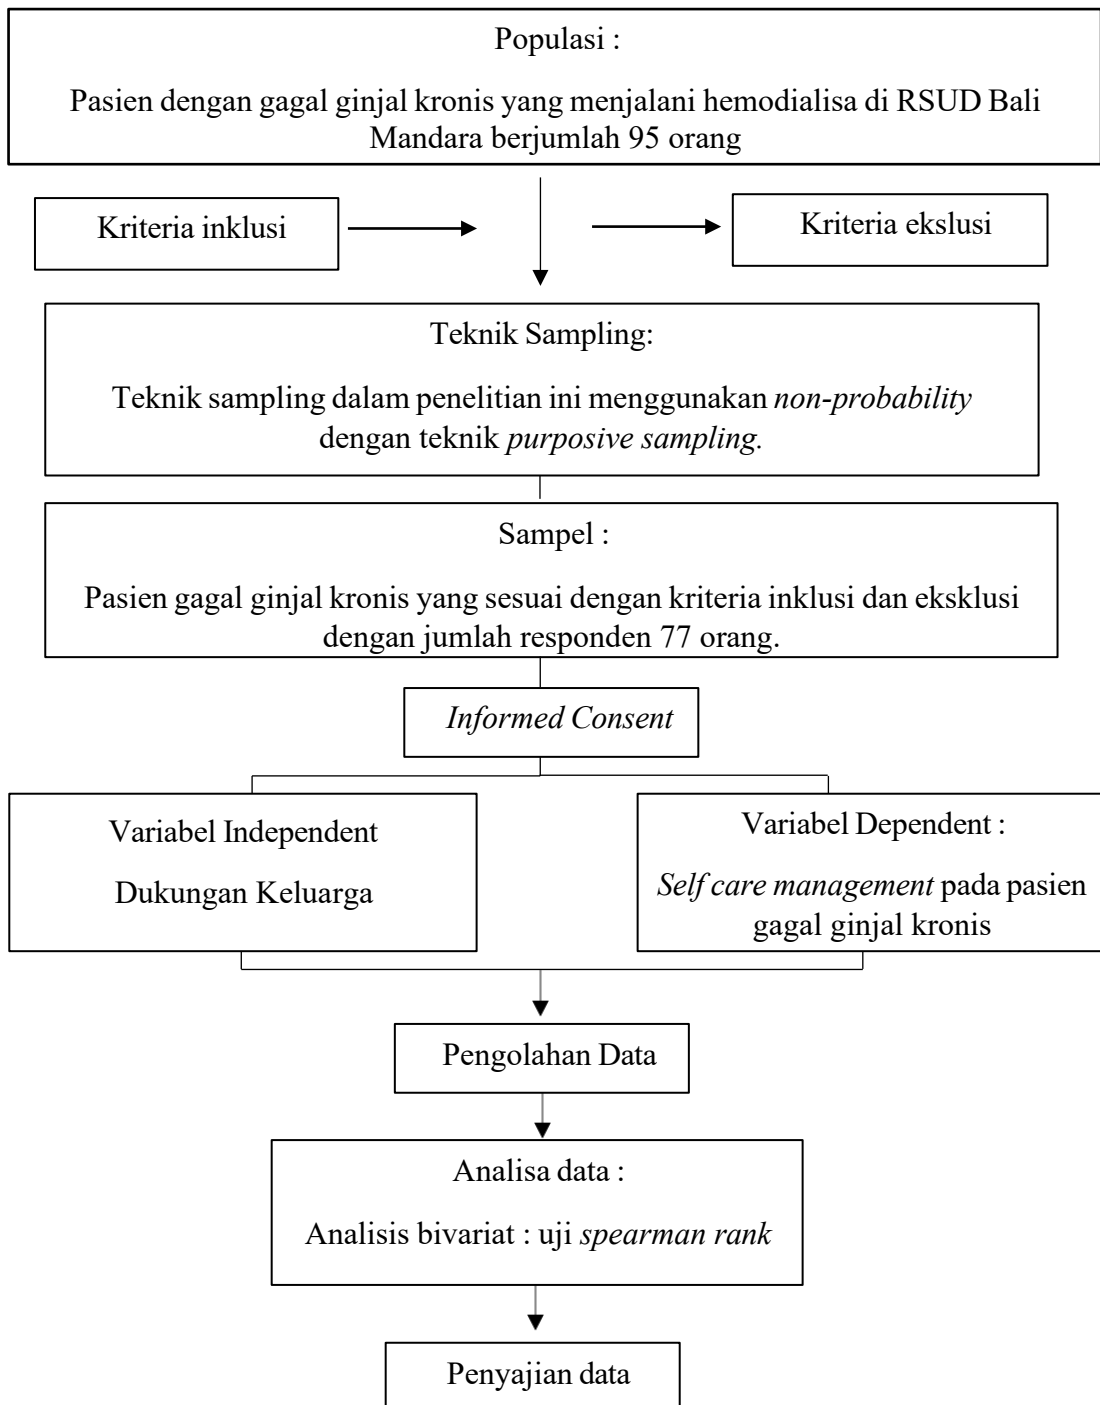 Populasi :
Pasien dengan gagal ginjal kronis yang menjalani hemodialisa di RSUD Bali
Mandara berjumlah 95 orang
Kriteria inklusi
Kriteria ekslusi
Teknik Sampling:
Teknik sampling dalam penelitian ini menggunakan non-probability
dengan teknik purposive sampling.
Sampel :
Pasien gagal ginjal kronis yang sesuai dengan kriteria inklusi dan eksklusi
dengan jumlah responden 77 orang.
Informed Consent
Variabel Independent
Dukungan Keluarga
Variabel Dependent :
Self care management pada pasien
gagal ginjal kronis
Pengolahan Data
Analisa data :
Analisis bivariat : uji spearman rank
Penyajian data